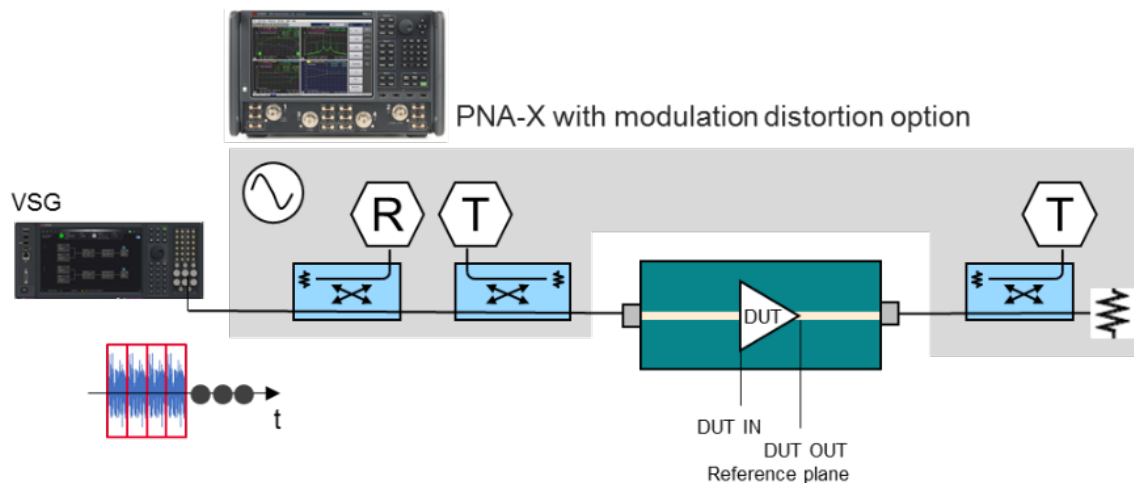 PNA-X with modulation distortion option
VSG
R
T
T
DUT
t
DUT IN
DUT OUT
Reference plane